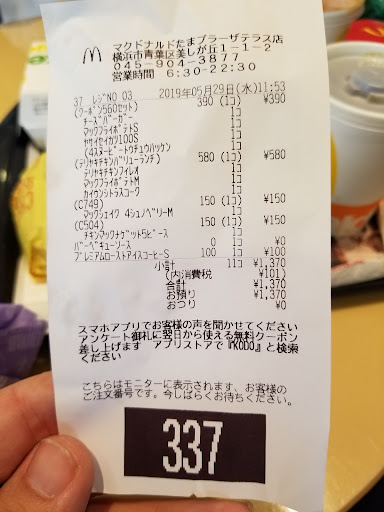 マクドナルドたまプラーザテラス店
横浜市青葉区美しが丘1-1-2
045-904-3877
営業時間 6:30-22:30
37 レジNO 03 2019年05月29日(水)11:53
(クーポン560セット) 390 (1コ) ¥390
チーズバーガー 1コ
マックフライポテトS 1コ
ヤサイセイカツ100S 1コ
(4スヌーピートウチュウハッケン 1コ
(テリヤキチキンバリューランチ) 580 (1コ) ¥580
テリヤキチキンフィレオ 1コ
マックフライポテトM 1コ
カイウンシトラスコーク 1コ
(C749) 150 (1コ) ¥150
マックシェイク 4シュノベリーM 1コ
(C504) 150 (1コ) ¥150
チキンマックナゲット5ピース 1コ
バーベキューソース 0 1コ ¥0
プレミアムローストアイスコーヒーS 100 1コ ¥100
小計 11コ ¥1,370
(内消費税 ¥101)
合計 ¥1,370
お預り ¥1,370
おつり ¥0
スマホアプリでお客様の声を聞かせてください
アンケート御礼に翌日から使える無料クーポン
差し上げます アプリストアで『KODO』と検索
ください
こちらはモニターに表示されます、お客様の
ご注文番号です。今しばらくお待ちください。
337